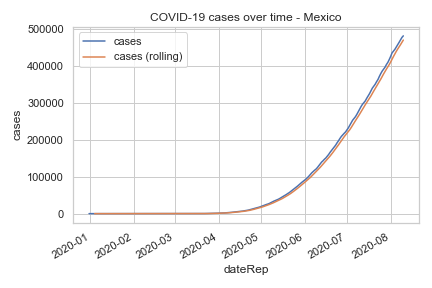 COVID-19 cases over time - Mexico
cases
cases (rolling)
500000
400000
300000
200000
100000
0
cases
2020-01
2020-02
2020-03
2020-04
2020-05
2020-06
2020-07
2020-08
dateRep